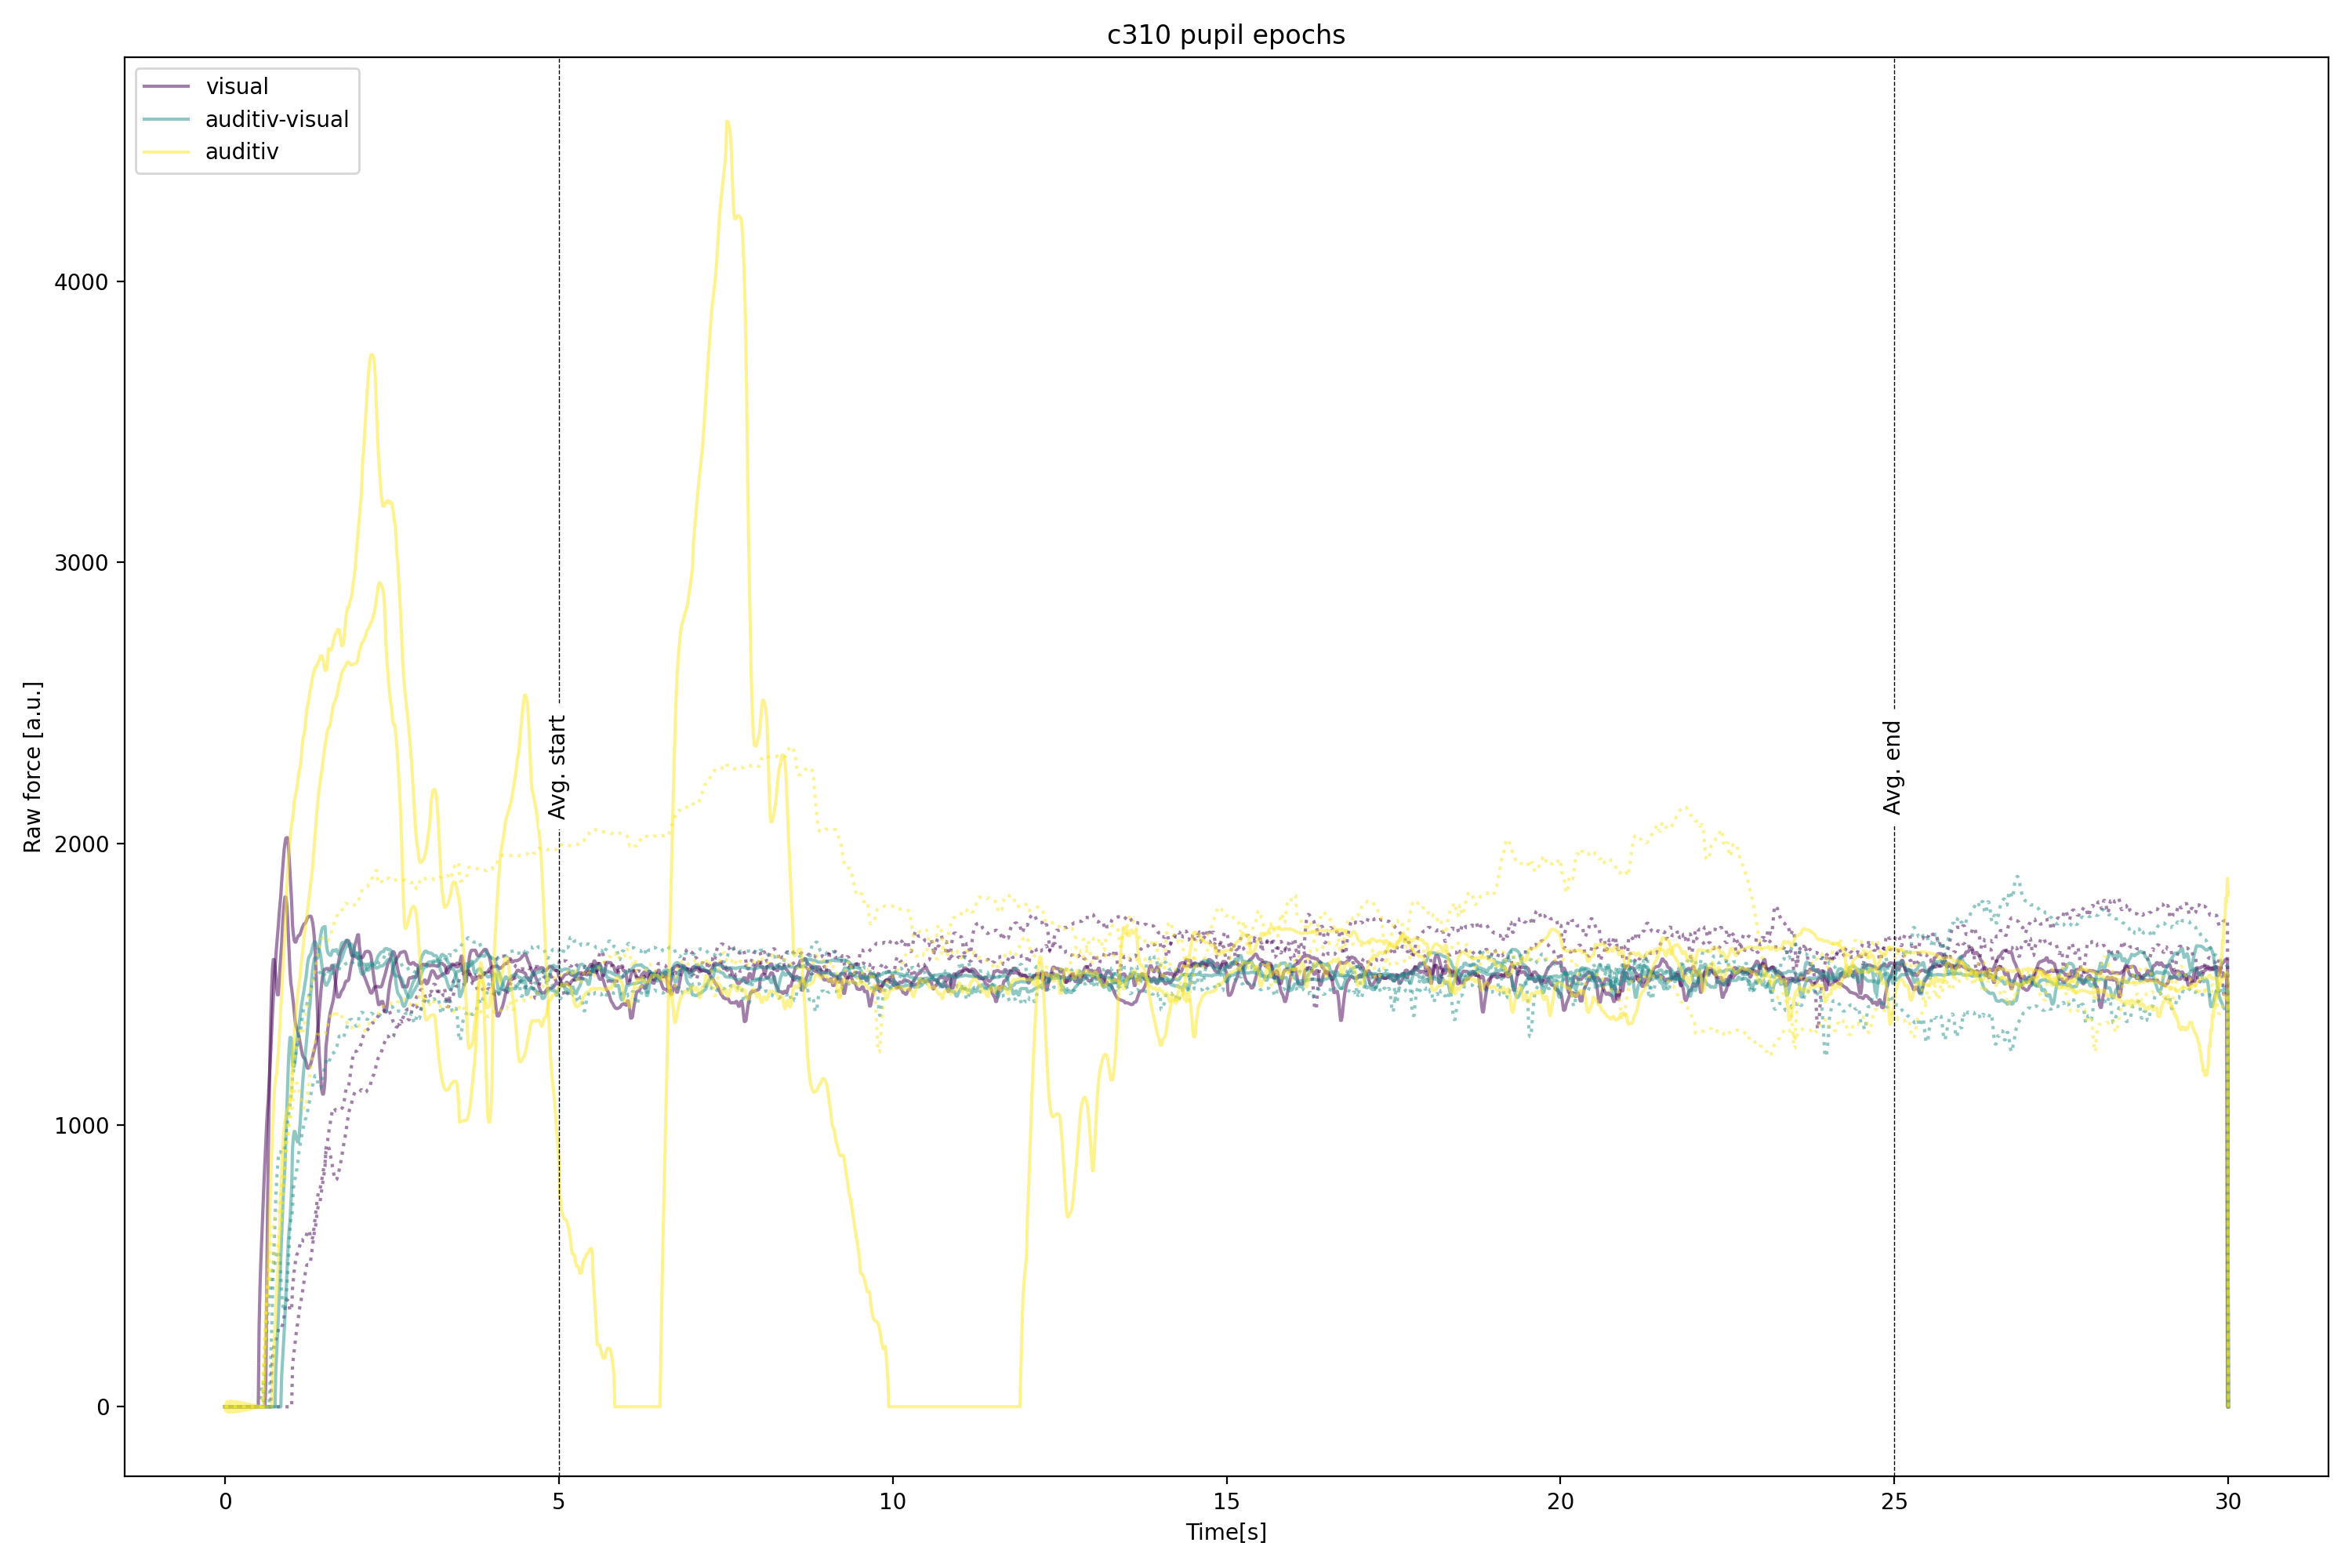 c310 pupil epochs
visual
auditiv-visual
auditiv
Raw force [a.u.]
4000
3000
2000
1000
0
Avg. start
Avg. end
0 5 10 15 20 25 30
Time[s]